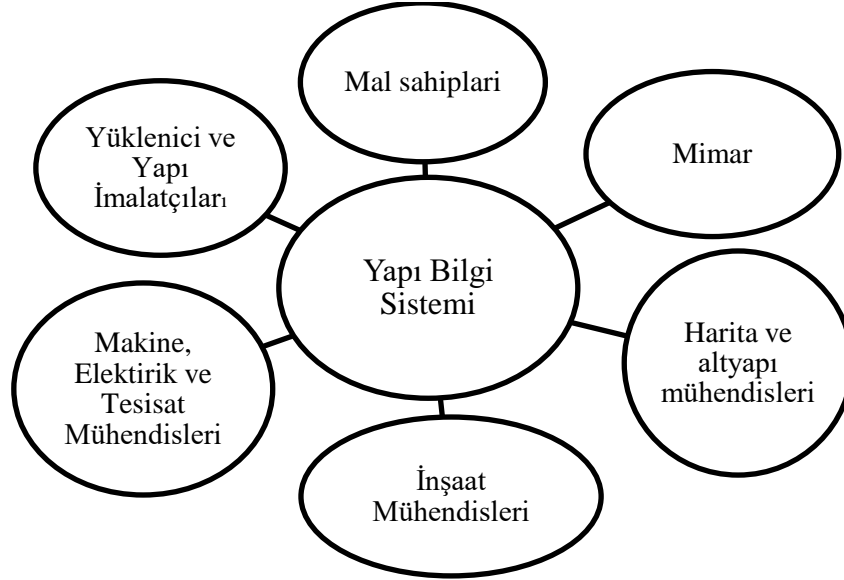 Mal sahiplari
Mimar
Harita ve
altyapı
mühendisleri
İnşaat
Mühendisleri
Makine,
Elektirik ve
Tesisat
Mühendisleri
Yüklenici ve
Yapı
İmalatçıları
Yapı Bilgi
Sistemi